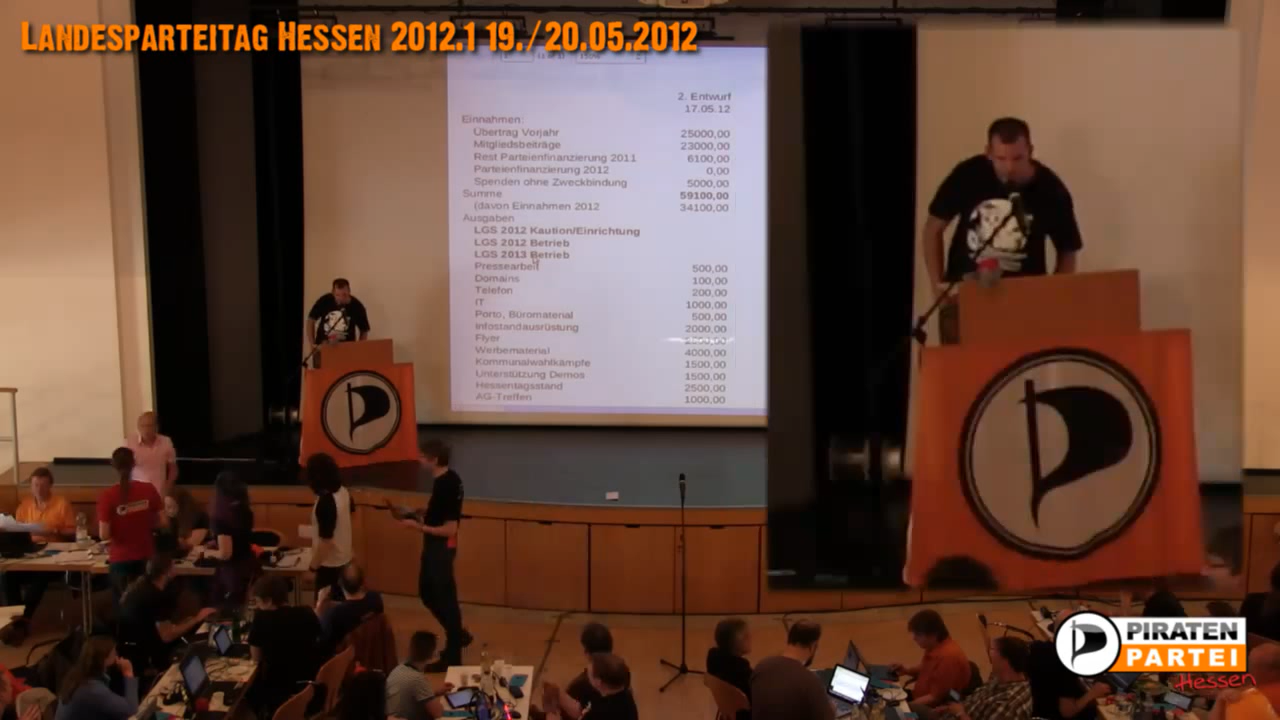 LANDESPARTEITAG HESSEN 2012.1 19./20.05.2012
2. Entwurf
17.05.12
Einnahmen:
Übertrag Vorjahr 25000,00
Mitgliedsbeiträge 23000,00
Rest Parteienfinanzierung 2011 6100,00
Parteienfinanzierung 2012 0,00
Spenden ohne Zweckbindung 5000,00
Summe 59100,00
(davon Einnahmen 2012 34100,00
Ausgaben
LGS 2012 Kaution/Einrichtung
LGS 2012 Betrieb
LGS 2013 Betrieb
Pressearbeit 500,00
Domains 100,00
Telefon 200,00
IT 1000,00
Porto, Büromaterial 500,00
Infostandausrüstung 2000,00
Flyer
Werbematerial 4000,00
Kommunalwahlkämpfe 1500,00
Unterstützung Demos 1500,00
Hessentagsstand 2500,00
AG-Treffen 1000,00
PIRATEN
PARTEI
Hessen